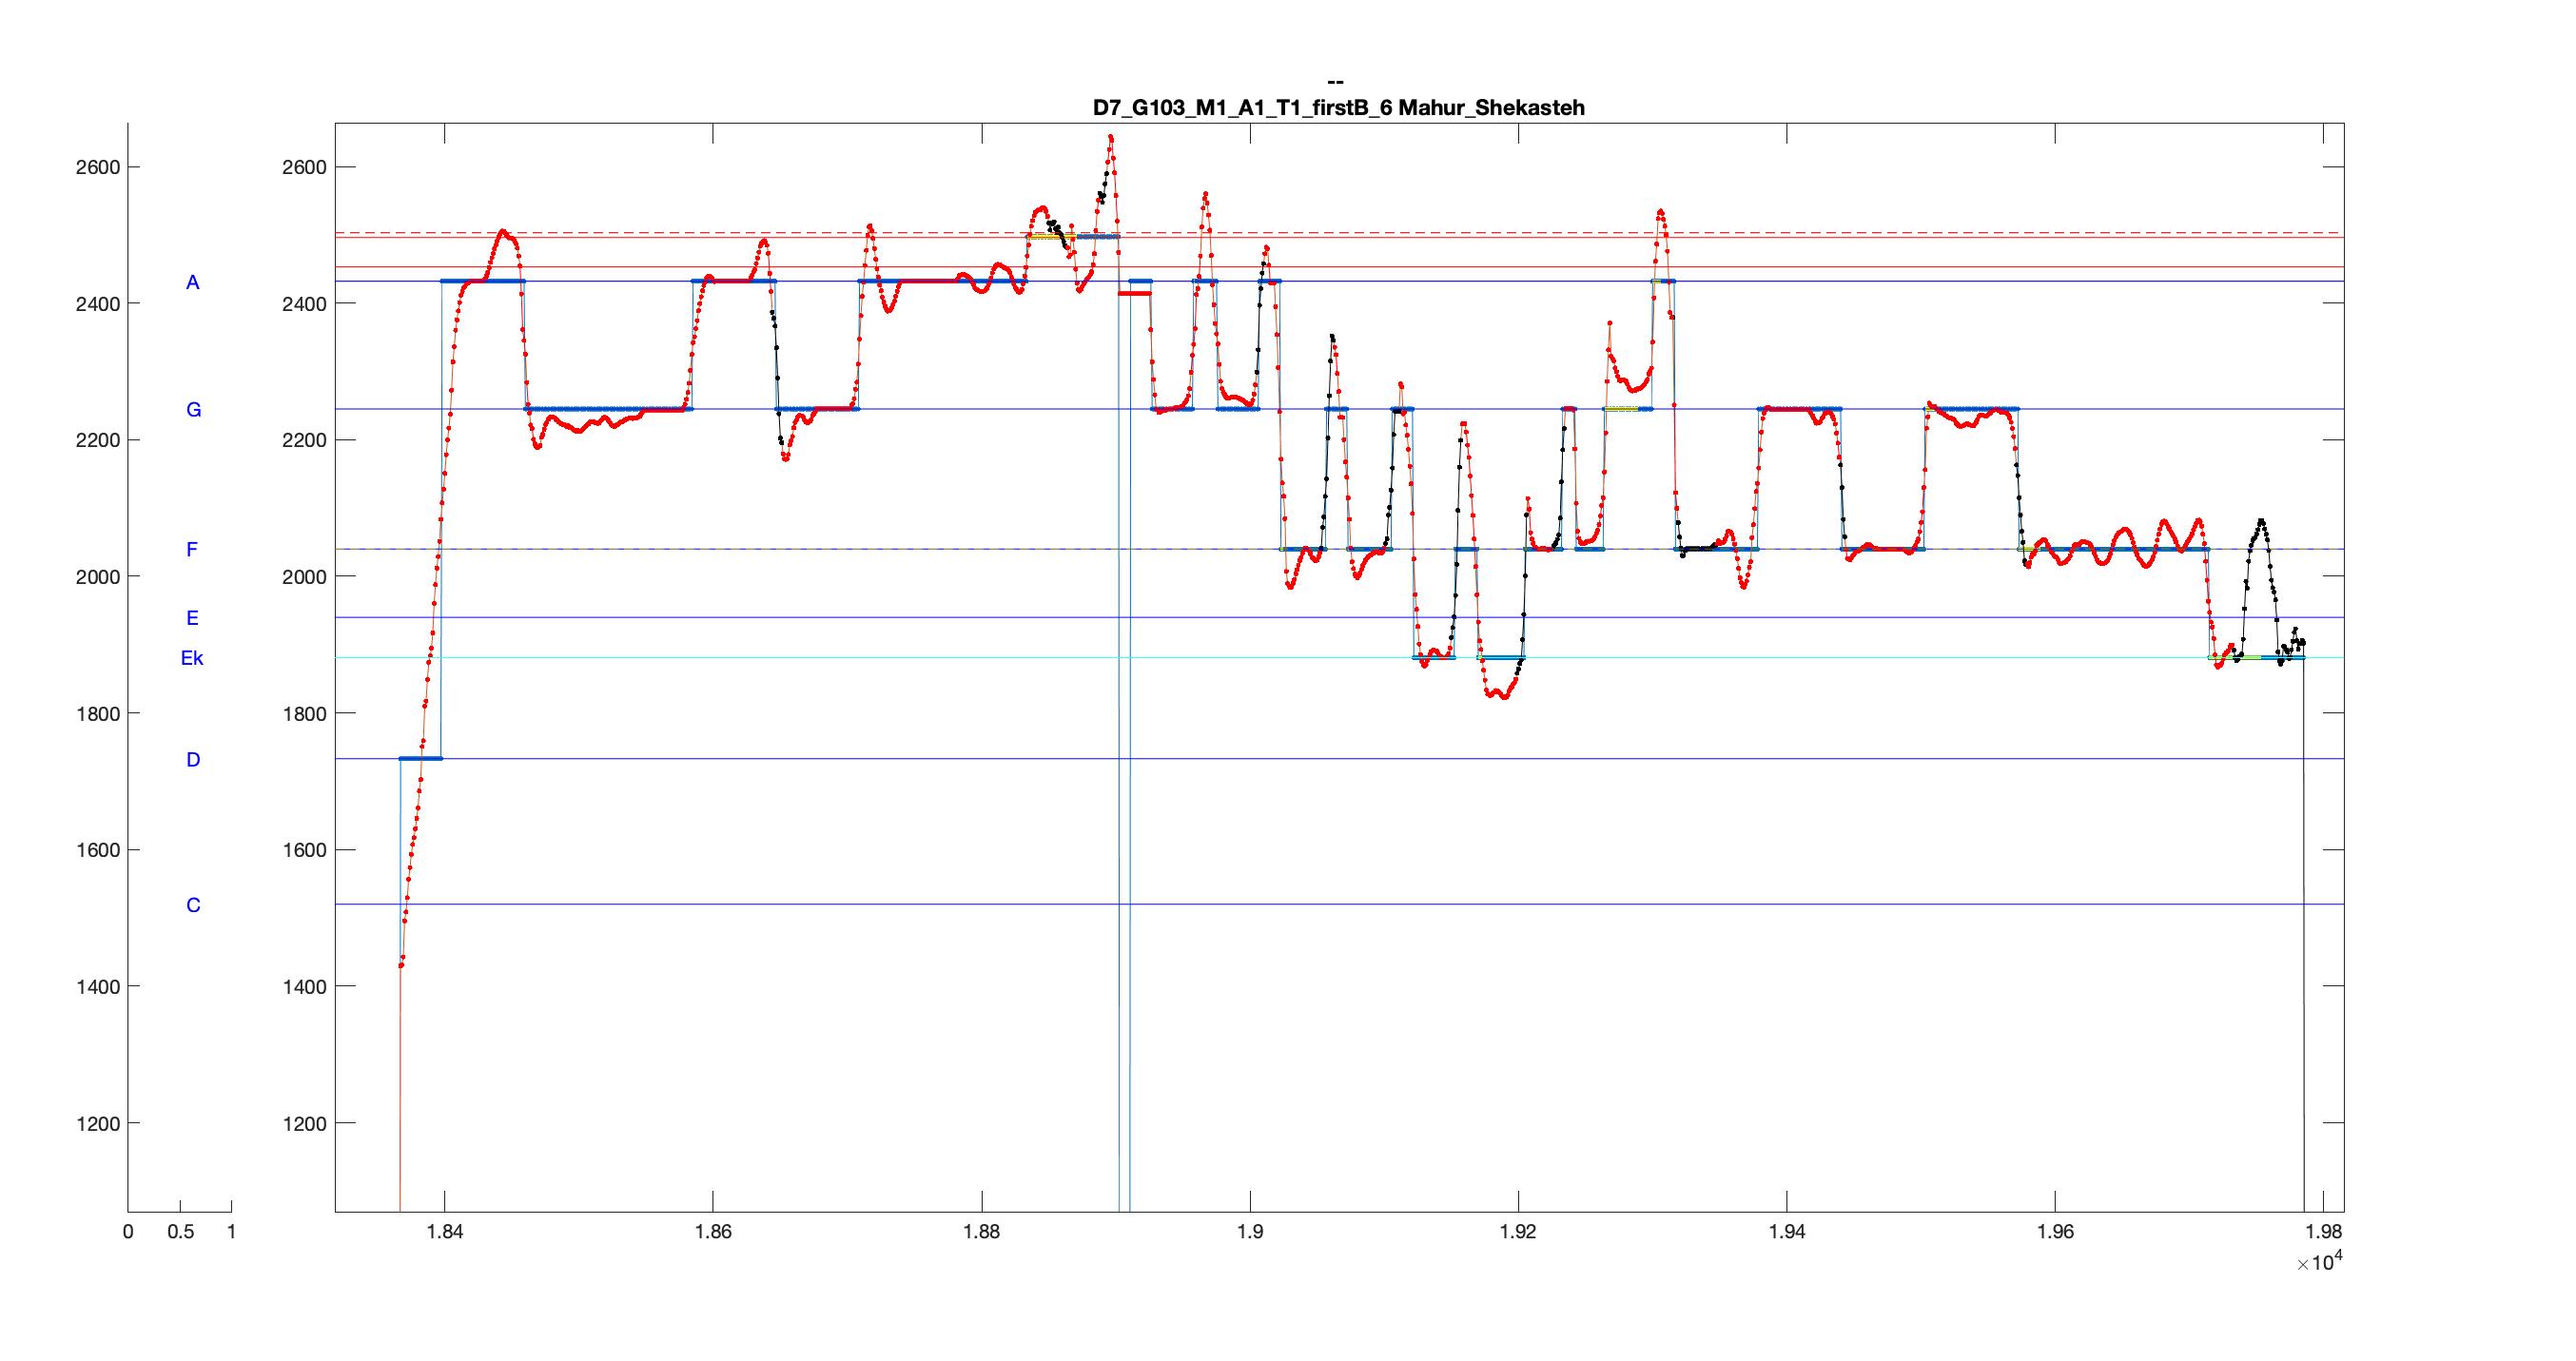 --
D7_G103_M1_A1_T1_firstB_6 Mahur_Shekasteh
2600 2600
A
2400 2400
G
2200 2200
F
2000 2000
E
Ek
1800 1800
D
1600 1600
C
1400 1400
1200 1200
0 0.5 1 1.84 1.86 1.88 1.9 1.92 1.94 1.96 1.98
×10^4